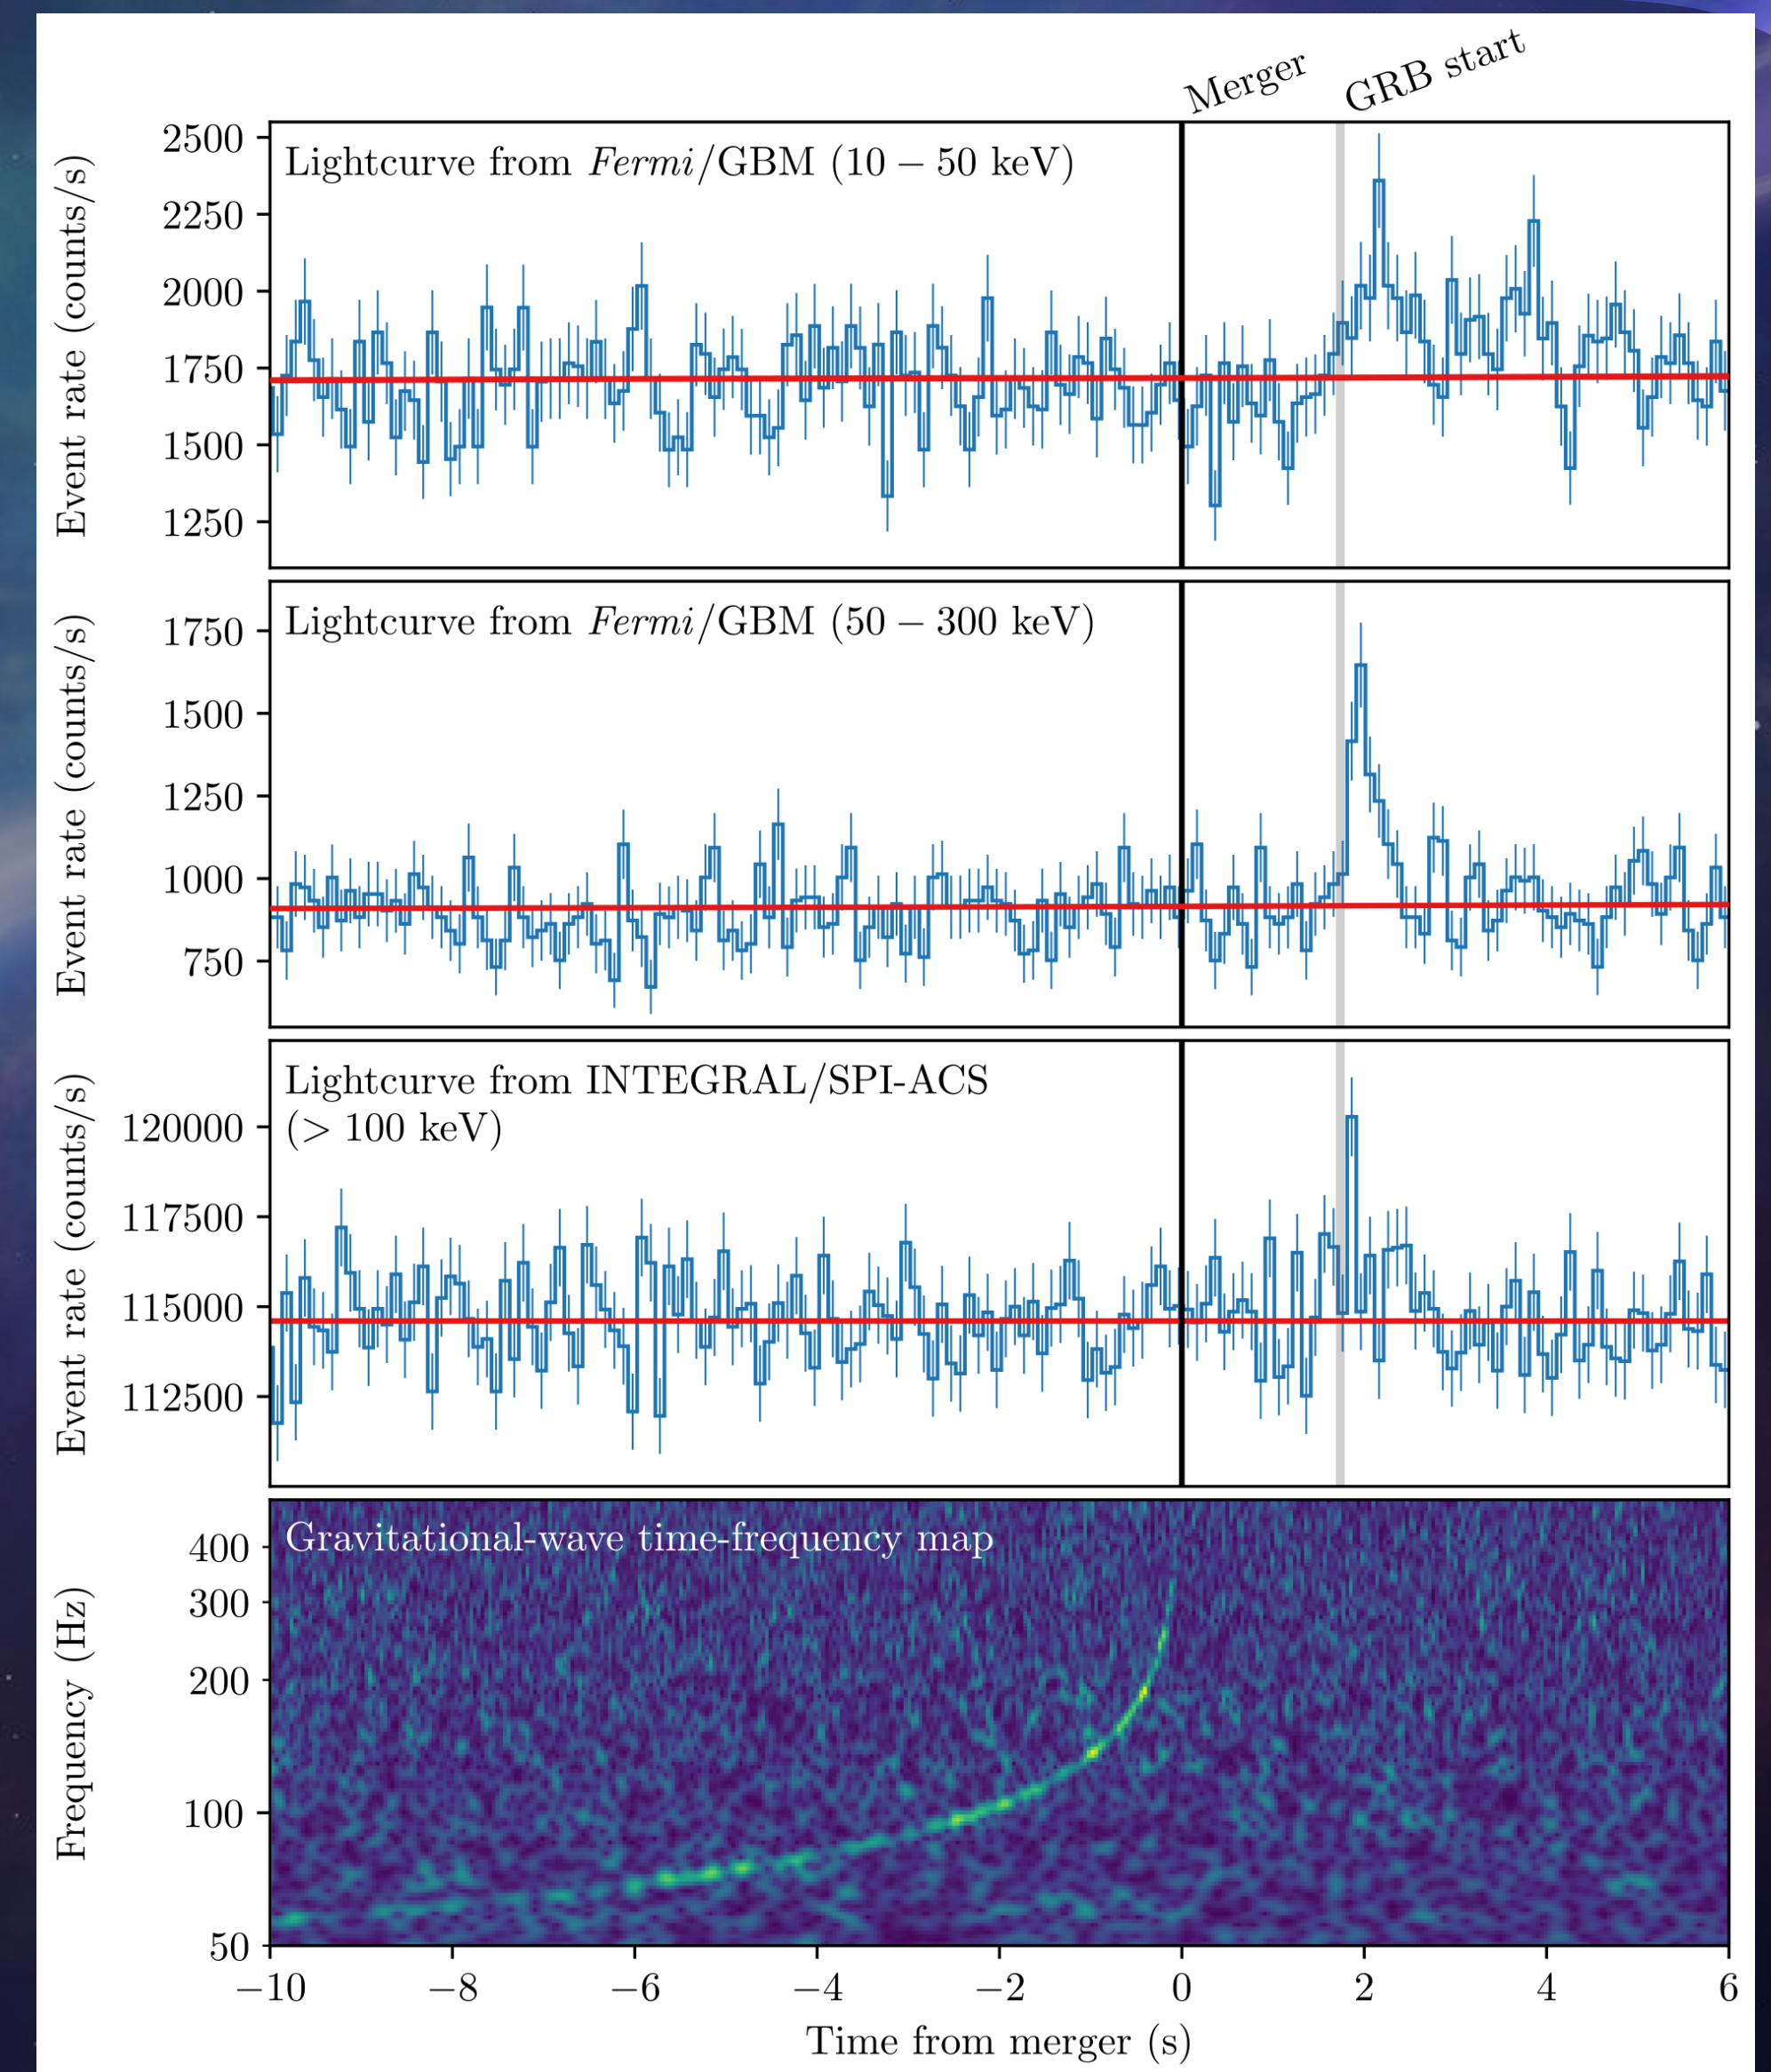 Merger
GRB start
Lightcurve from Fermi/GBM (10 – 50 keV)
Event rate (counts/s)
2500
2250
2000
1750
1500
1250
Lightcurve from Fermi/GBM (50 – 300 keV)
Event rate (counts/s)
1750
1500
1250
1000
750
Lightcurve from INTEGRAL/SPI-ACS
(> 100 keV)
Event rate (counts/s)
120000
117500
115000
112500
Gravitational-wave time-frequency map
Frequency (Hz)
400
300
200
100
50
−10 −8 −6 −4 −2 0 2 4 6
Time from merger (s)